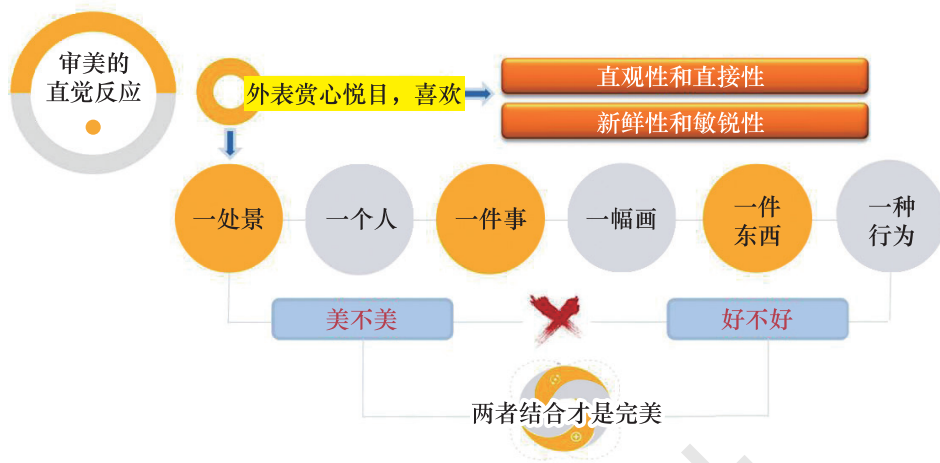 审美的
直觉反应
外表赏心悦目，喜欢
直观性和直接性
新鲜性和敏锐性
一处景
一个人
一件事
一幅画
一件
东西
一种
行为
美不美
好不好
两者结合才是完美